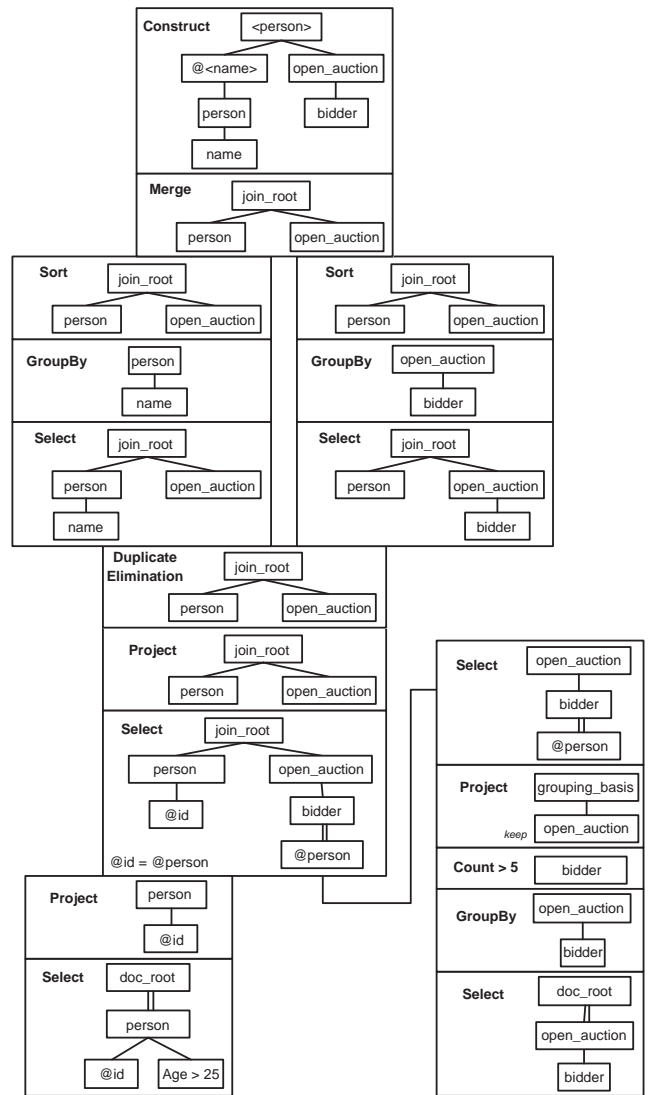 Construct <person>
@<name> open_auction
person bidder
name
Merge join_root
person open_auction
Sort join_root
person open_auction
GroupBy person
name
Select join_root
person open_auction
name
Sort join_root
person open_auction
GroupBy open_auction
bidder
Select join_root
person open_auction
bidder
Duplicate
Elimination
join_root
person open_auction
Project join_root
person open_auction
Select join_root
person open_auction
@id bidder
@person
@id = @person
Project person
@id
Select doc_root
person
@id Age > 25
Select open_auction
bidder
@person
Project grouping_basis
keep open_auction
Count > 5 bidder
GroupBy open_auction
bidder
Select doc_root
open_auction
bidder